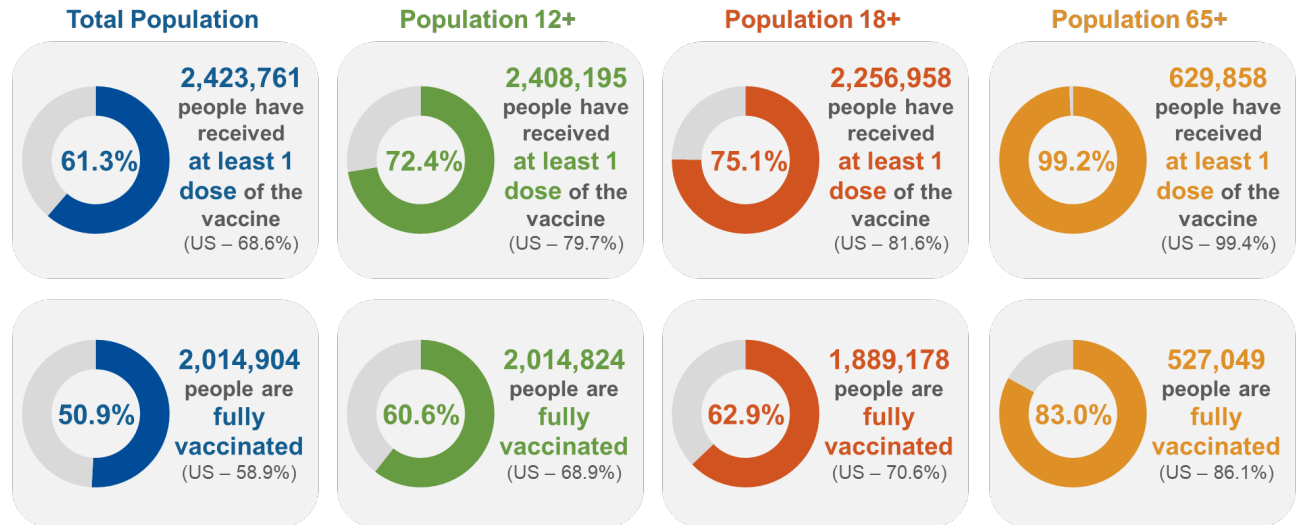 Total Population
Population 12+
Population 18+
Population 65+
61.3%
2,423,761
people have
received
at least 1
dose of the
vaccine
(US – 68.6%)
72.4%
2,408,195
people have
received
at least 1
dose of the
vaccine
(US – 79.7%)
75.1%
2,256,958
people have
received
at least 1
dose of the
vaccine
(US – 81.6%)
99.2%
629,858
people have
received
at least 1
dose of the
vaccine
(US – 99.4%)
50.9%
2,014,904
people are
fully
vaccinated
(US – 58.9%)
60.6%
2,014,824
people are
fully
vaccinated
(US – 68.9%)
62.9%
1,889,178
people are
fully
vaccinated
(US – 70.6%)
83.0%
527,049
people are
fully
vaccinated
(US – 86.1%)